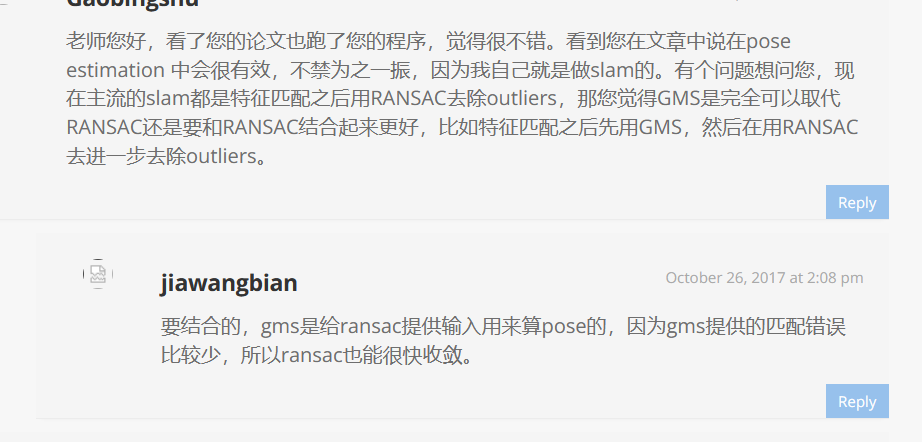 Gaobingshu
老师您好，看了您的论文也跑了您的程序，觉得很不错。看到您在文章中说在pose
estimation 中会很有效，不禁为之一振，因为我自己就是做slam的。有个问题想问您，现
在主流的slam都是特征匹配之后用RANSAC去除outliers，那您觉得GMS是完全可以取代
RANSAC还是要和RANSAC结合起来更好，比如特征匹配之后先用GMS，然后在用RANSAC
去进一步去除outliers。
Reply
jiawangbian
October 26, 2017 at 2:08 pm
要结合的，gms是给ransac提供输入用来算pose的，因为gms提供的匹配错误
比较少，所以ransac也能很快收敛。
Reply